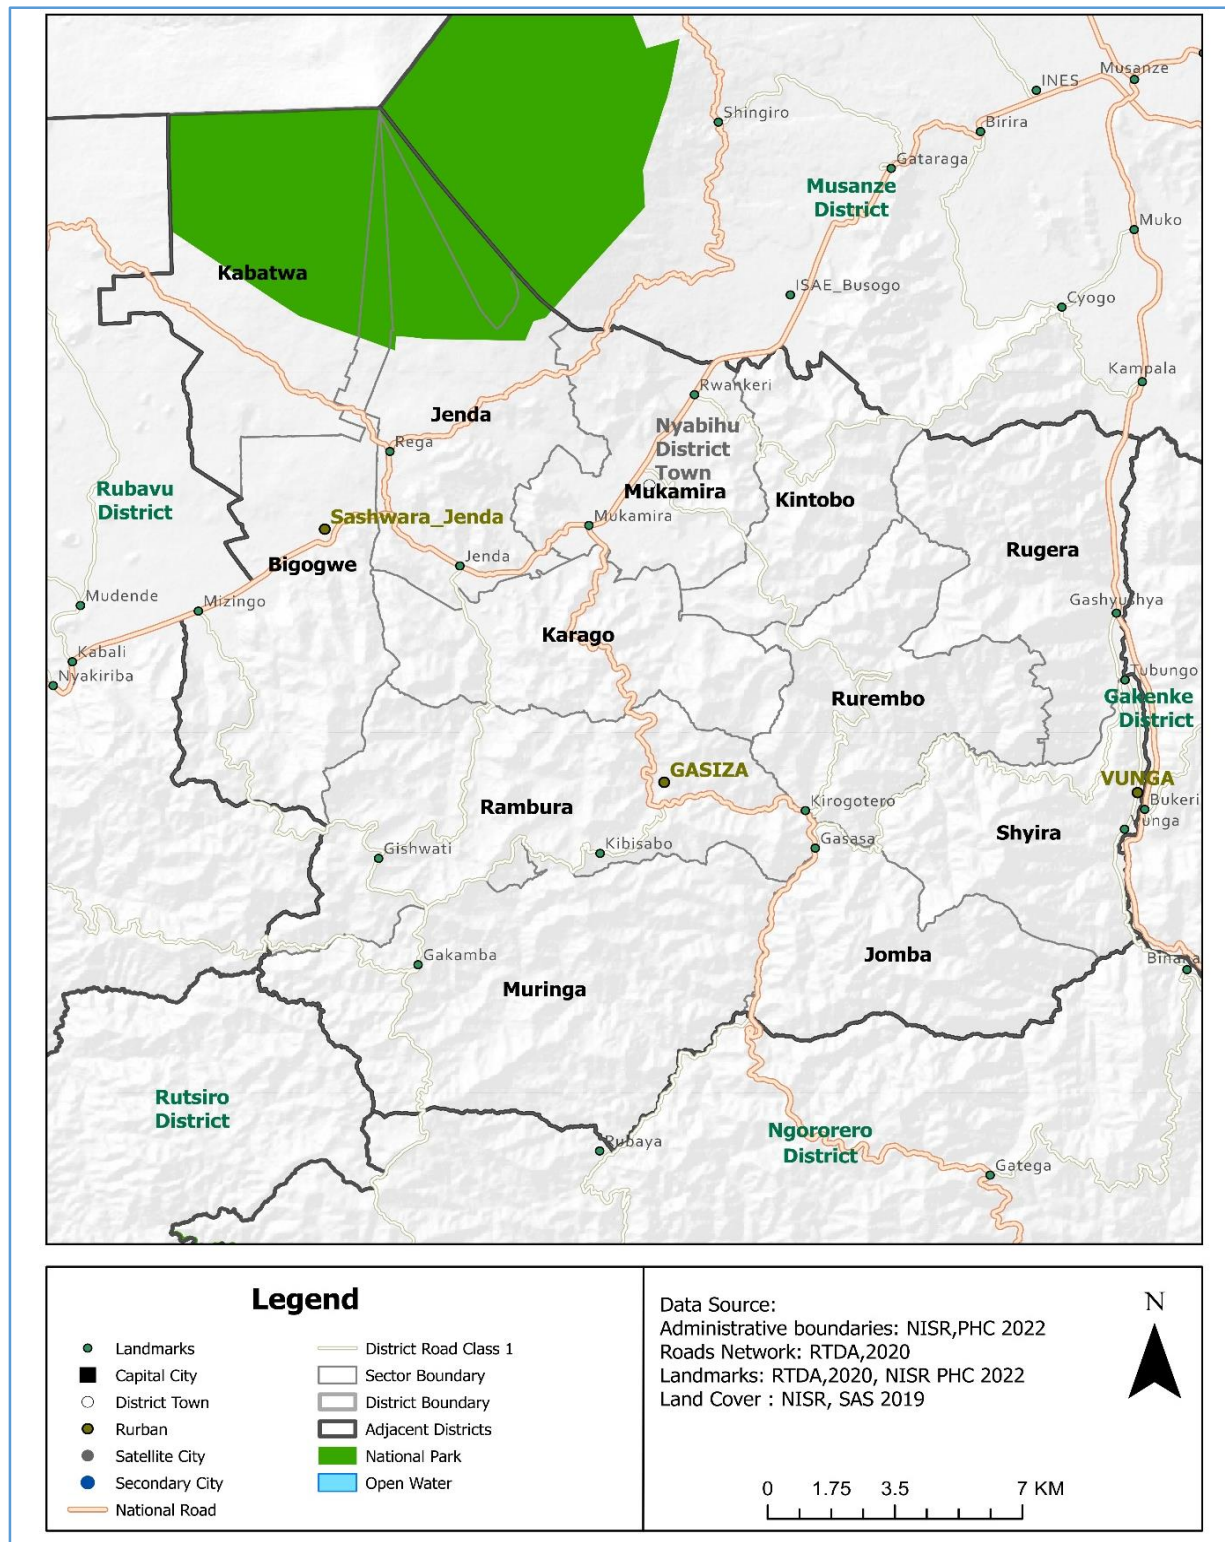 Musanze
INES
Shingiro
Birira
Gataraga
Musanze
District
Muko
Kabatwa
ISAE_Busogo
Cyogo
Kampala
Rwankeri
Jenda
Nyabihu
District
Town
Rega
Mukamira
Kintobo
Rubavu
District
Sashwara_Jenda
Mukamira
Rugera
Bigogwe
Jenda
Mudende
Mizingo
Gashyushya
Karago
Kabali
Nyakiriba
Tubungo
Rurembo
Gakenke
District
GASIZA
VUNGA
Rambura
Kirogotero
Bukeri
Vunga
Shyira
Gishwati
Kibisabo
Gasasa
Gakamba
Jomba
Binana
Muringa
Rutsiro
District
Rubaya
Ngororero
District
Gatega
Legend
Landmarks
Capital City
District Town
Rurban
Satellite City
Secondary City
National Road
District Road Class 1
Sector Boundary
District Boundary
Adjacent Districts
National Park
Open Water
Data Source:
Administrative boundaries: NISR,PHC 2022
Roads Network: RTDA,2020
Landmarks: RTDA,2020, NISR PHC 2022
Land Cover : NISR, SAS 2019
N
0 1.75 3.5 7 KM